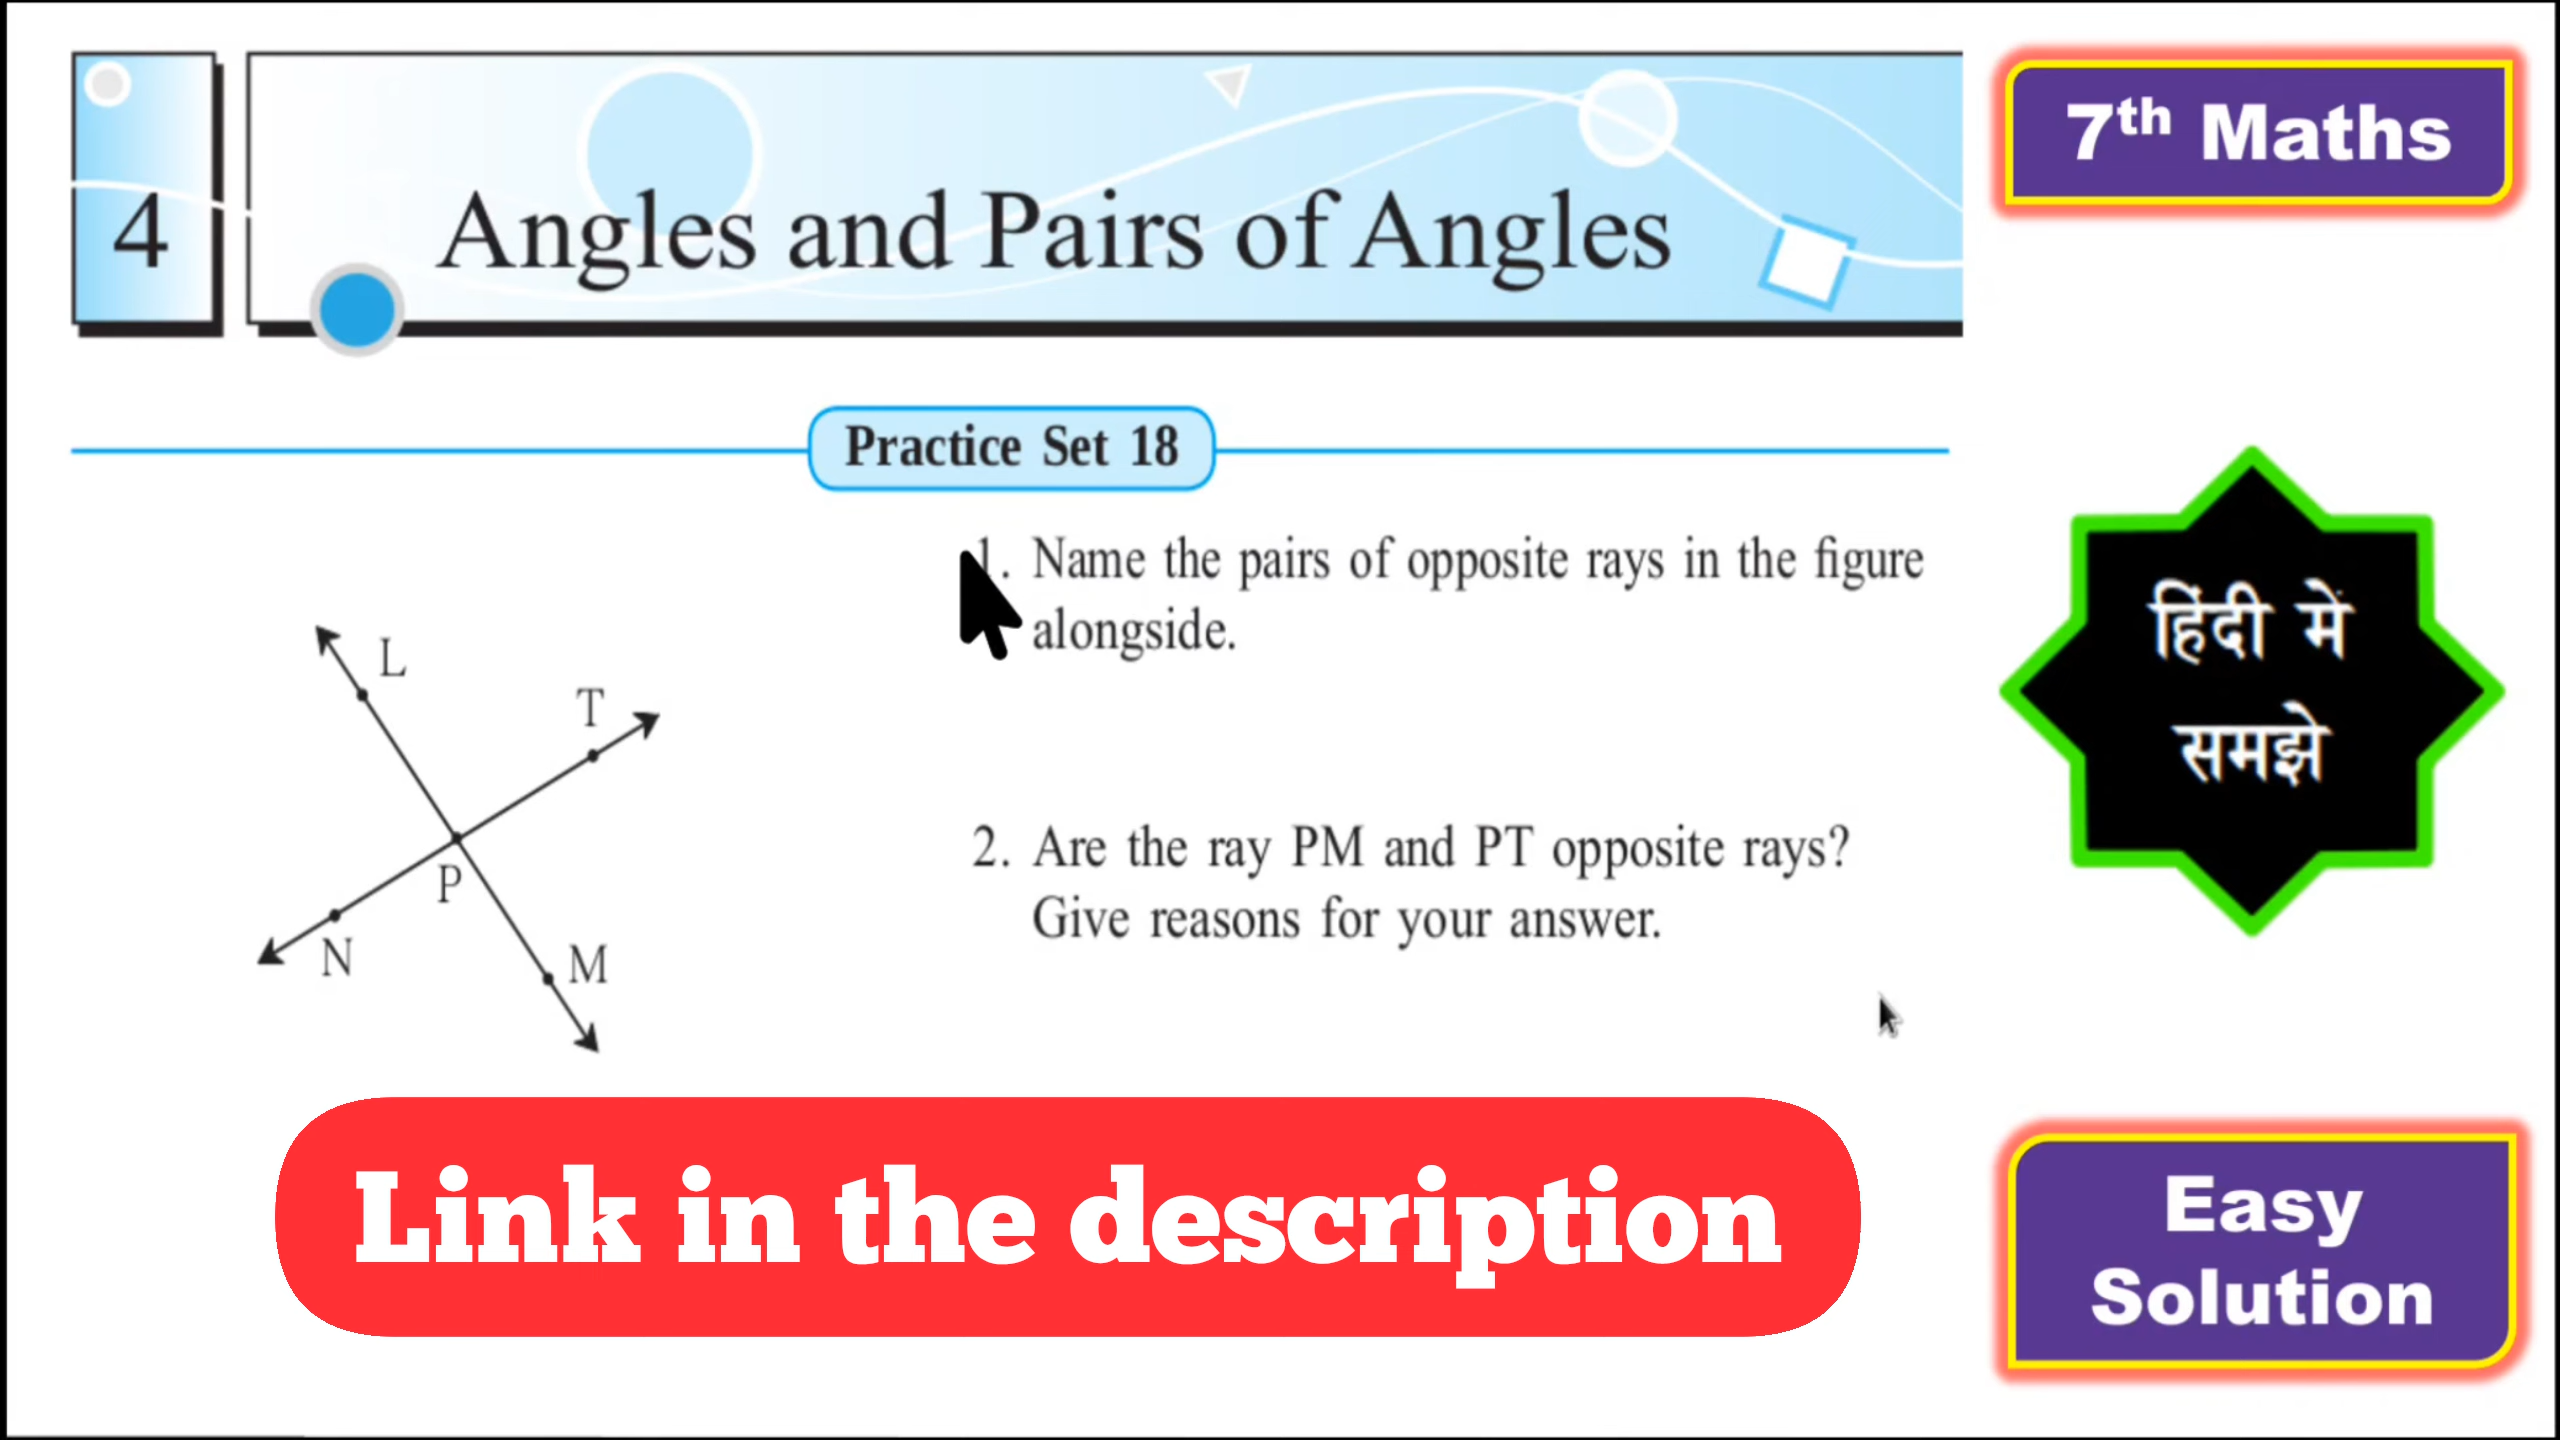 4
Angles and Pairs of Angles
7th Maths
Practice Set 18
1. Name the pairs of opposite rays in the figure
alongside.
L
T
P
N
M
2. Are the ray PM and PT opposite rays?
Give reasons for your answer.
हिंदी में
समझे
Link in the description
Easy
Solution